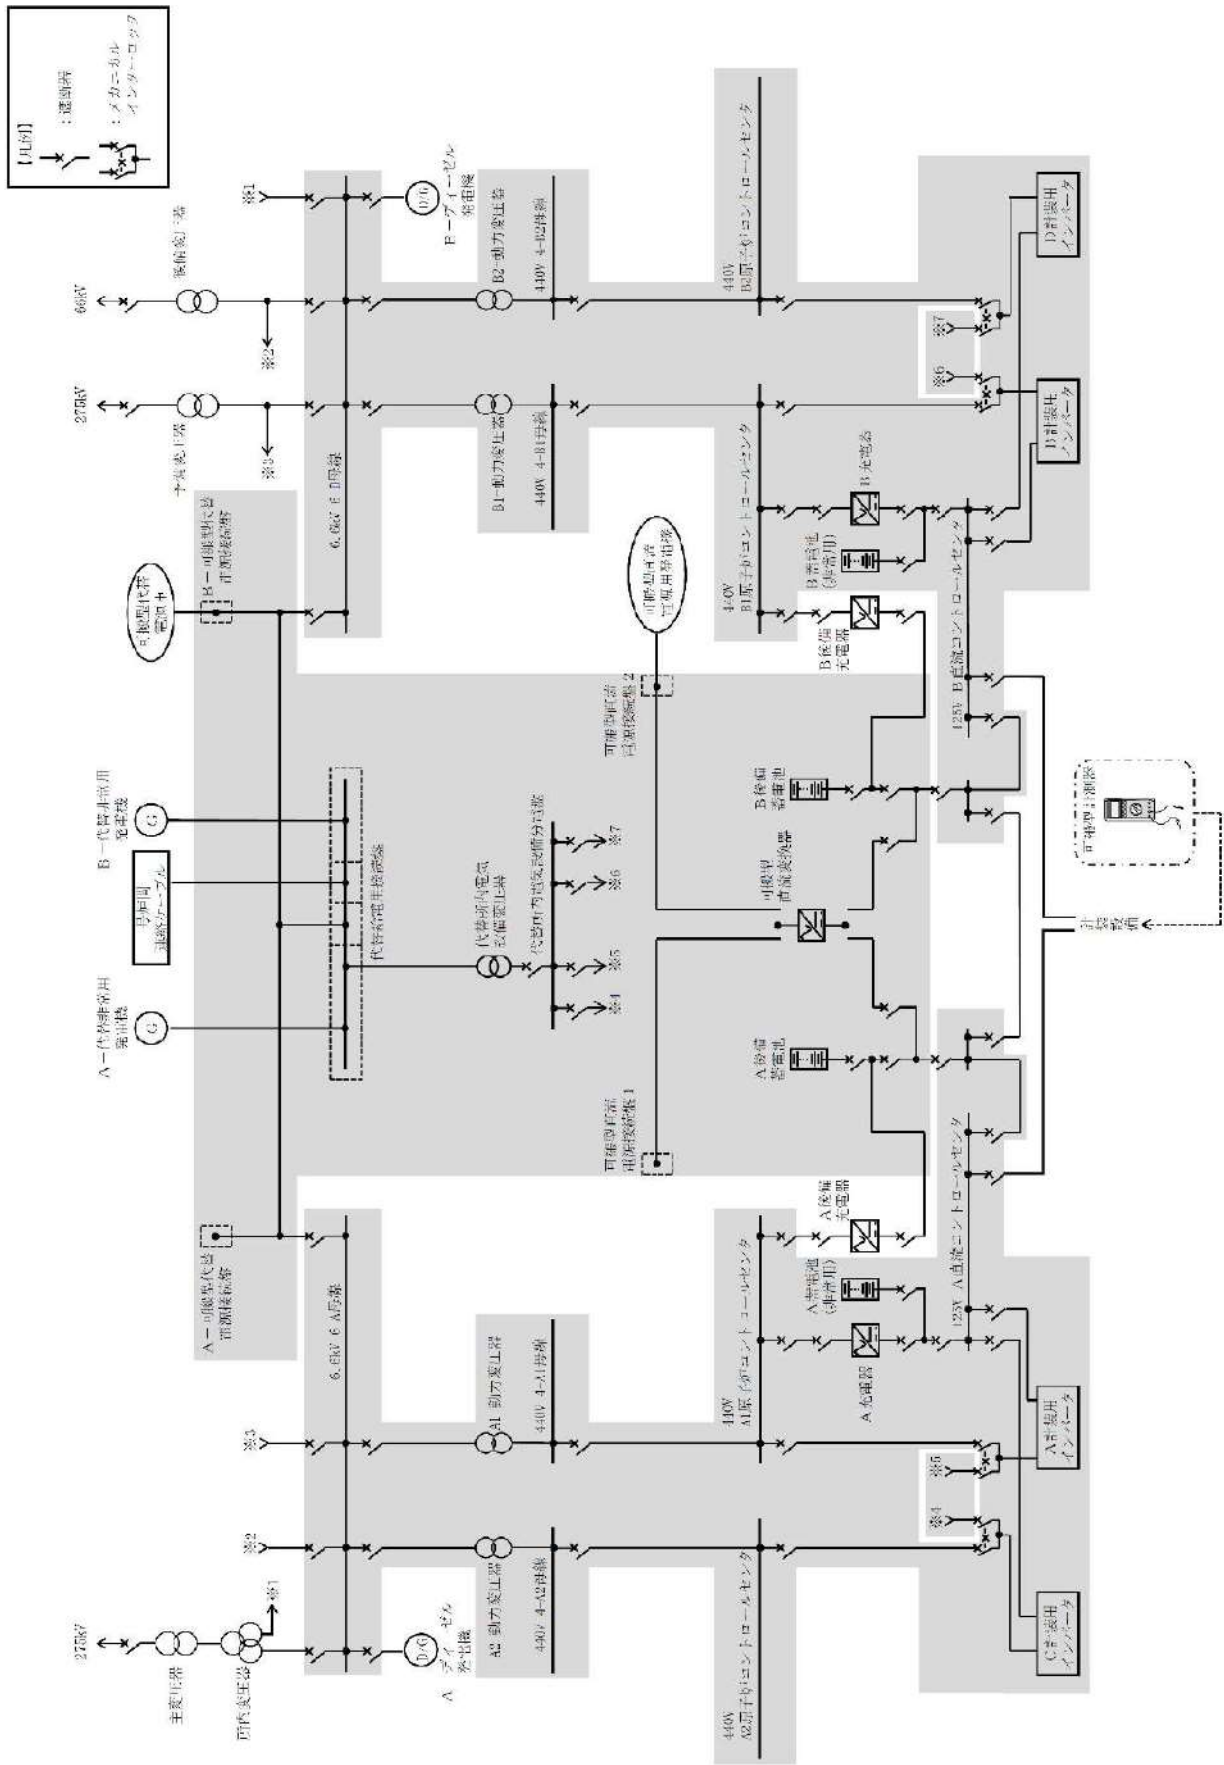 【凡例】
：遮断器
：メカニカル
インターロック
275kV
主変圧器
所内変圧器
※1
※2
※3
A
ディーゼル
発電機
D/G
6.6kV 6-A母線
A2-動力変圧器
440V 4-A2母線
A1-動力変圧器
440V 4-A1母線
440V
A2原子炉コントロールセンタ
440V
A1原子炉コントロールセンタ
A充電器
A蓄電池
（非常用）
A後備
充電器
125V A直流コントロールセンタ
※4
※5
C計装用
インバータ
A計装用
インバータ
A－可搬型代替
電源接続盤
A－代替非常用
発電機
G
号炉間
連絡ケーブル
B－代替非常用
発電機
G
代替給電用接続盤
代替所内電気
設備変圧器
代替所内電気設備分電盤
※4
※5
※6
※7
可搬型直流
電源接続盤1
可搬型直流
電源接続盤2
可搬型直流
電源用発電機
可搬型
直流変換器
A後備
蓄電池
B後備
蓄電池
計装設備
可搬型計測器
可搬型代替
電源車
B－可搬型代替
電源接続盤
275kV
予備変圧器
※3
66kV
後備変圧器
※2
※1
6.6kV 6-B母線
D/G
B－ディーゼル
発電機
B1-動力変圧器
440V 4-B1母線
B2-動力変圧器
440V 4-B2母線
440V
B1原子炉コントロールセンタ
440V
B2原子炉コントロールセンタ
B後備
充電器
B蓄電池
（非常用）
B充電器
125V B直流コントロールセンタ
※6
※7
B計装用
インバータ
D計装用
インバータ